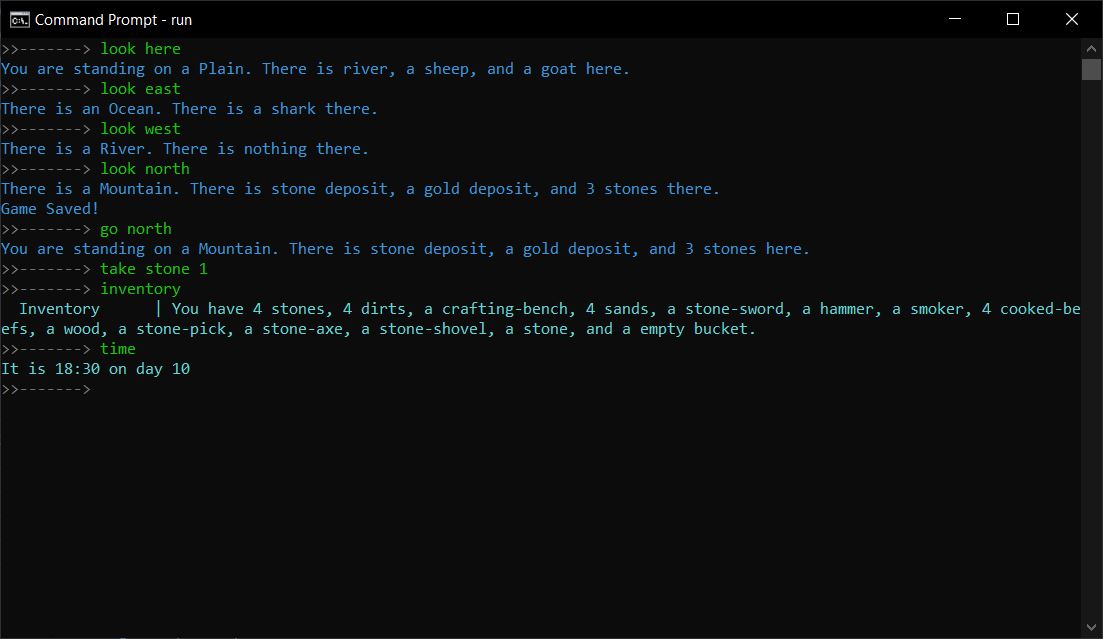 Command Prompt - run
>>-------> look here
You are standing on a Plain. There is river, a sheep, and a goat here.
>>-------> look east
There is an Ocean. There is a shark there.
>>-------> look west
There is a River. There is nothing there.
>>-------> look north
There is a Mountain. There is stone deposit, a gold deposit, and 3 stones there.
Game Saved!
>>-------> go north
You are standing on a Mountain. There is stone deposit, a gold deposit, and 3 stones here.
>>-------> take stone 1
>>-------> inventory
  Inventory      | You have 4 stones, 4 dirts, a crafting-bench, 4 sands, a stone-sword, a hammer, a smoker, 4 cooked-be
efs, a wood, a stone-pick, a stone-axe, a stone-shovel, a stone, and a empty bucket.
>>-------> time
It is 18:30 on day 10
>>------->